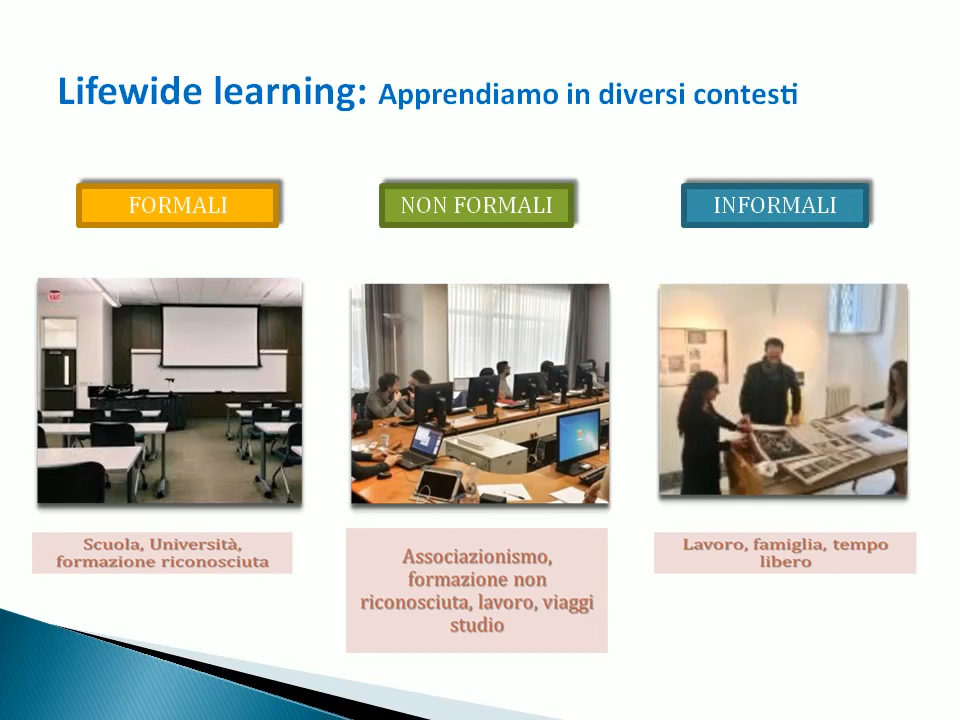 Lifewide learning: Apprendiamo in diversi contesti
FORMALI
NON FORMALI
INFORMALI
Scuola, Università,
formazione riconosciuta
Associazionismo,
formazione non
riconosciuta, lavoro, viaggi
studio
Lavoro, famiglia, tempo
libero